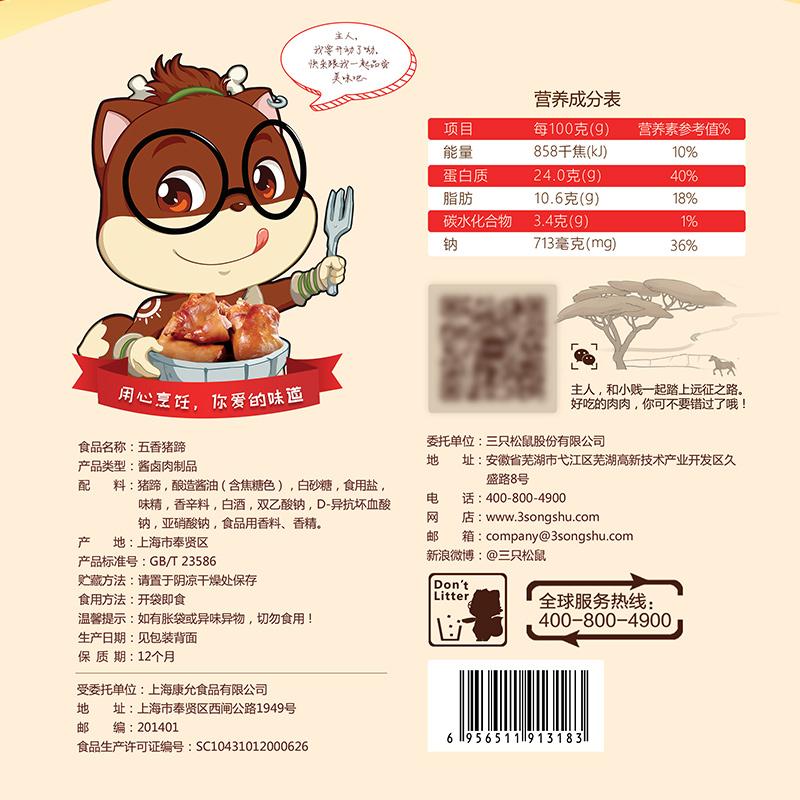 主人，
我要开动了呦，
快来跟我一起品尝
美味吧
用心烹饪，你爱的味道
食品名称：五香猪蹄
产品类型：酱卤肉制品
配 料：猪蹄，酿造酱油（含焦糖色），白砂糖，食用盐，
味精，香辛料，白酒，双乙酸钠，D-异抗坏血酸
钠，亚硝酸钠，食品用香料、香精。
产 地：上海市奉贤区
产品标准号：GB/T 23586
贮藏方法：请置于阴凉干燥处保存
食用方法：开袋即食
温馨提示：如有胀袋或异味异物，切勿食用！
生产日期：见包装背面
保 质 期：12个月
受委托单位：上海康允食品有限公司
地 址：上海市奉贤区西闸公路1949号
邮 编：201401
食品生产许可证编号：SC10431012000626
营养成分表
项目 每100克(g) 营养素参考值%
能量 858千焦(kJ) 10%
蛋白质 24.0克(g) 40%
脂肪 10.6克(g) 18%
碳水化合物 3.4克(g) 1%
钠 713毫克(mg) 36%
主人，和小贱一起踏上远征之路。
好吃的肉肉，你可不要错过了哦！
委托单位：三只松鼠股份有限公司
地 址：安徽省芜湖市弋江区芜湖高新技术产业开发区久
盛路8号
电 话：400-800-4900
网 店：www.3songshu.com
邮 箱：company@3songshu.com
新浪微博：@三只松鼠
Don't
Litter
全球服务热线：
400-800-4900
6 956511 913183